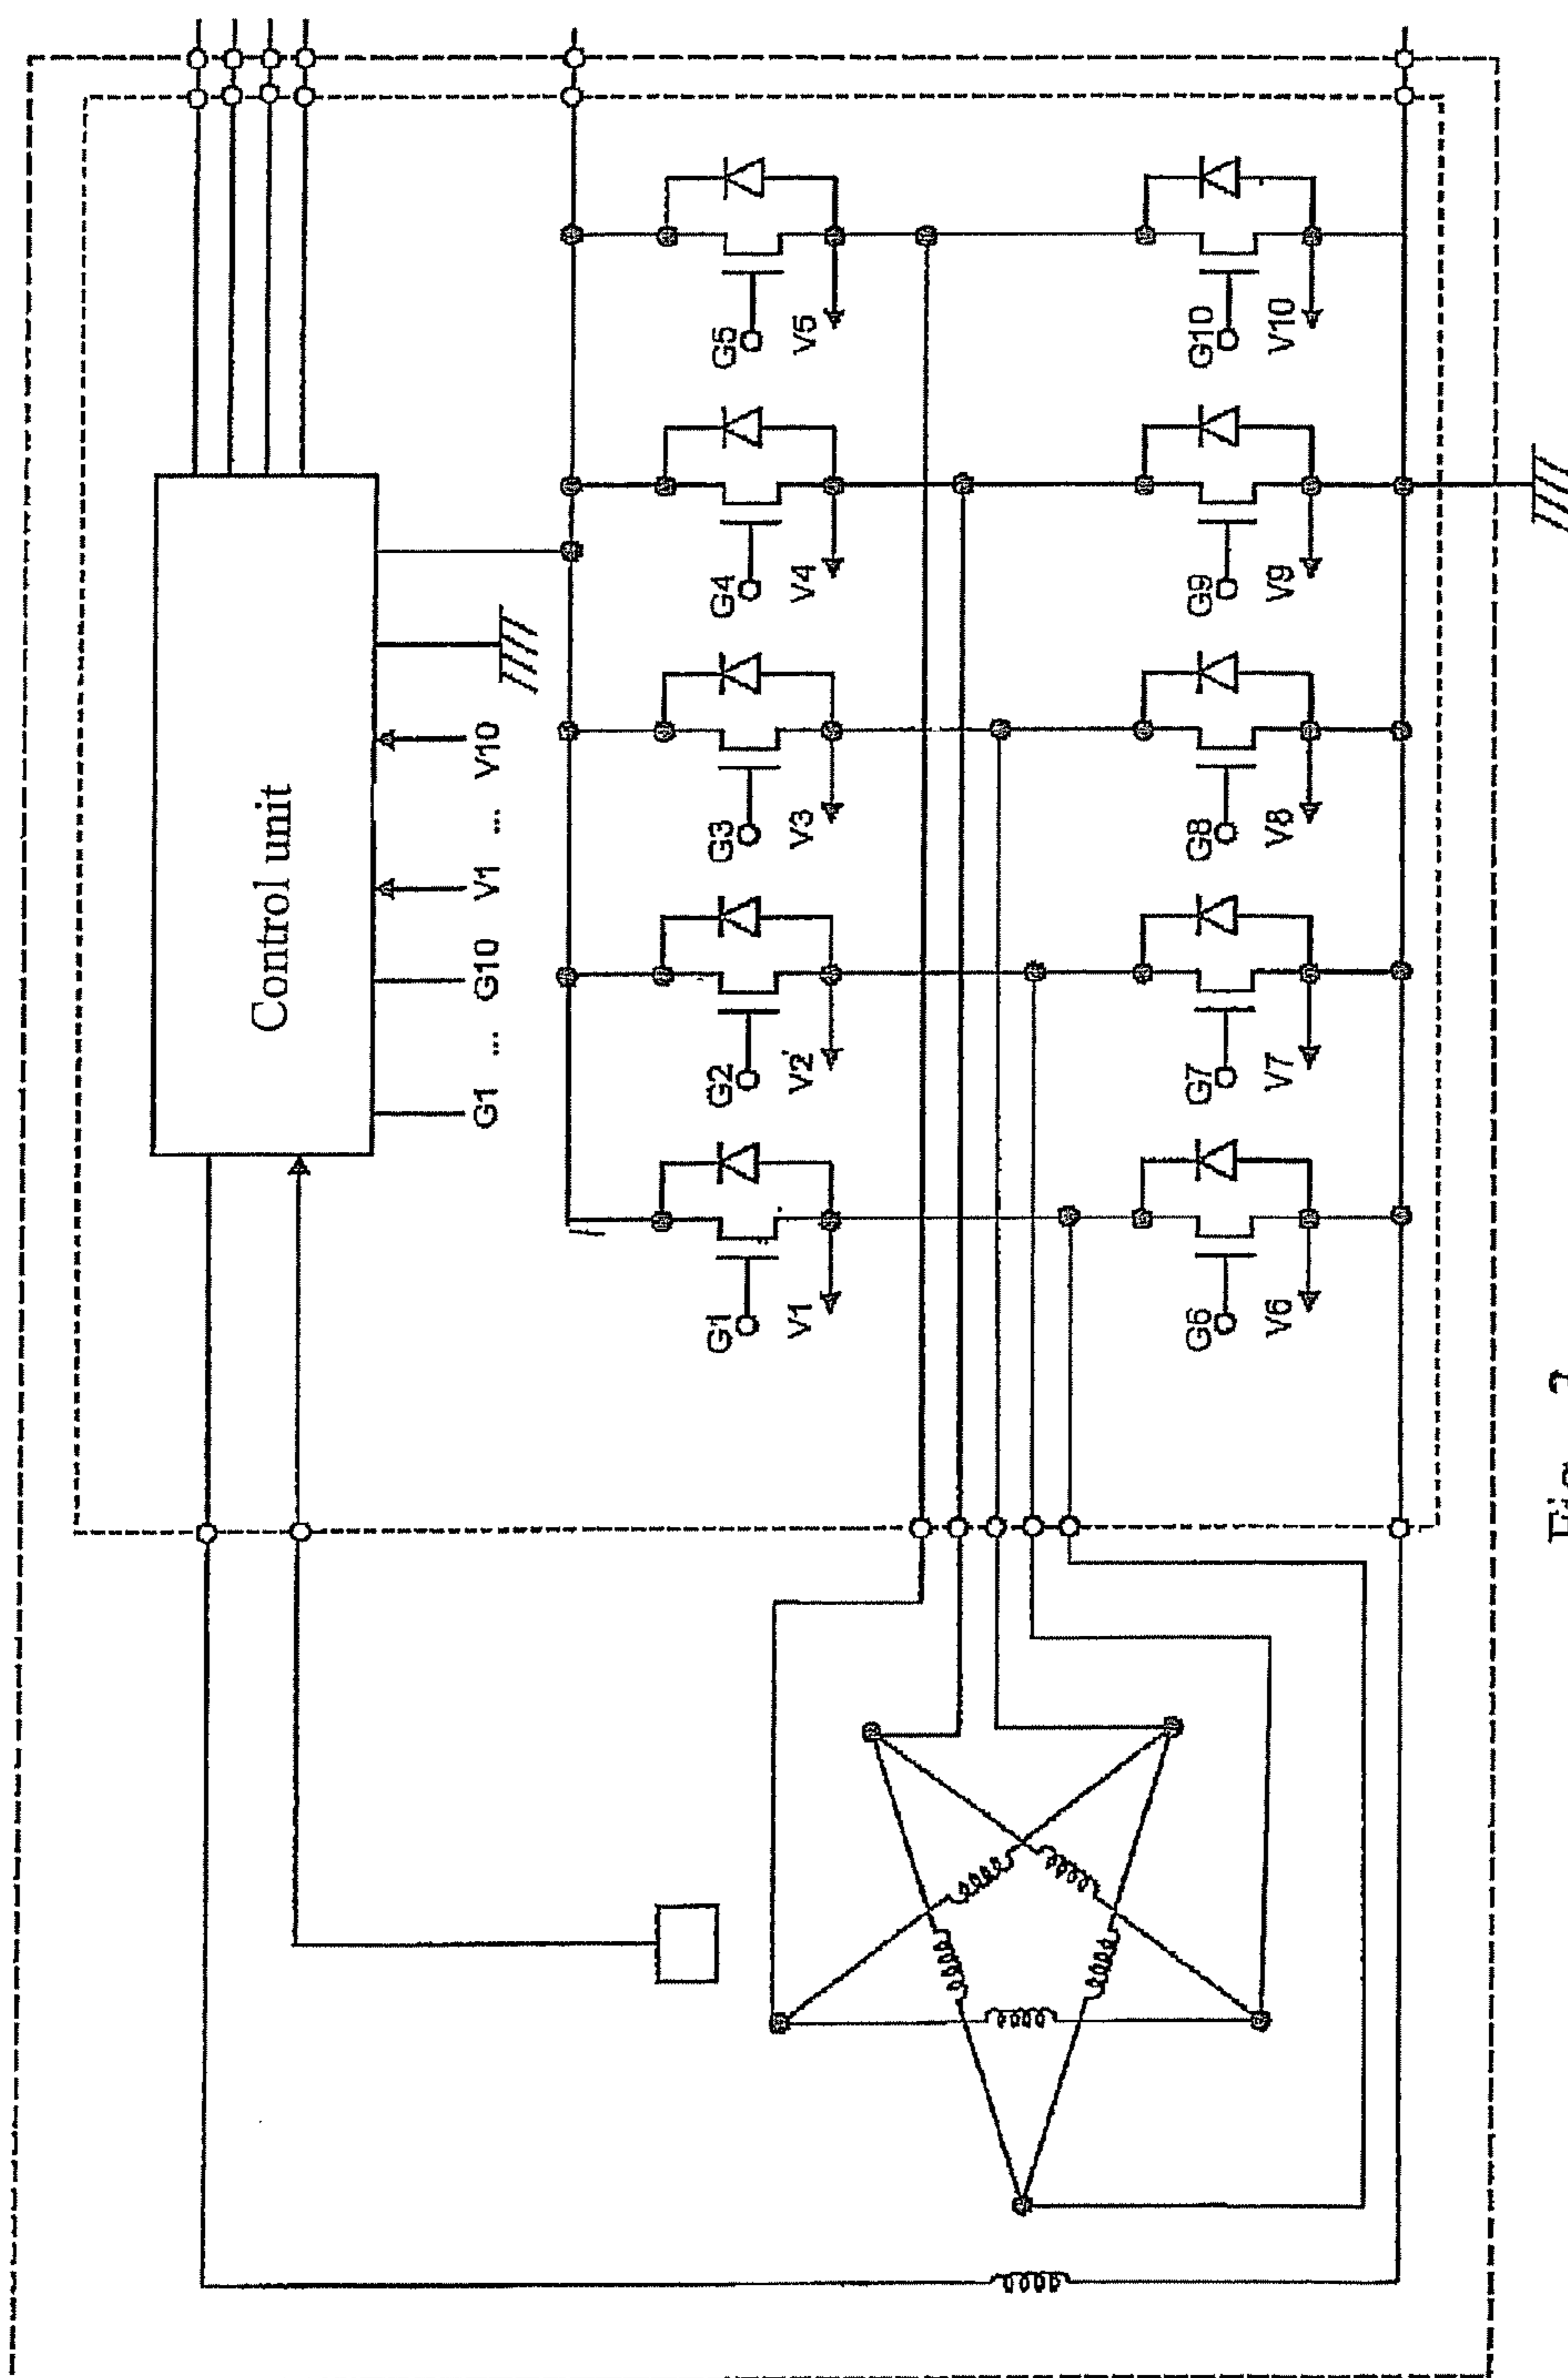 Control unit
G1 ... G10 V1 ... V10
G1
V1
G2
V2
G3
V3
G4
V4
G5
V5
G6
V6
G7
V7
G8
V8
G9
V9
G10
V10